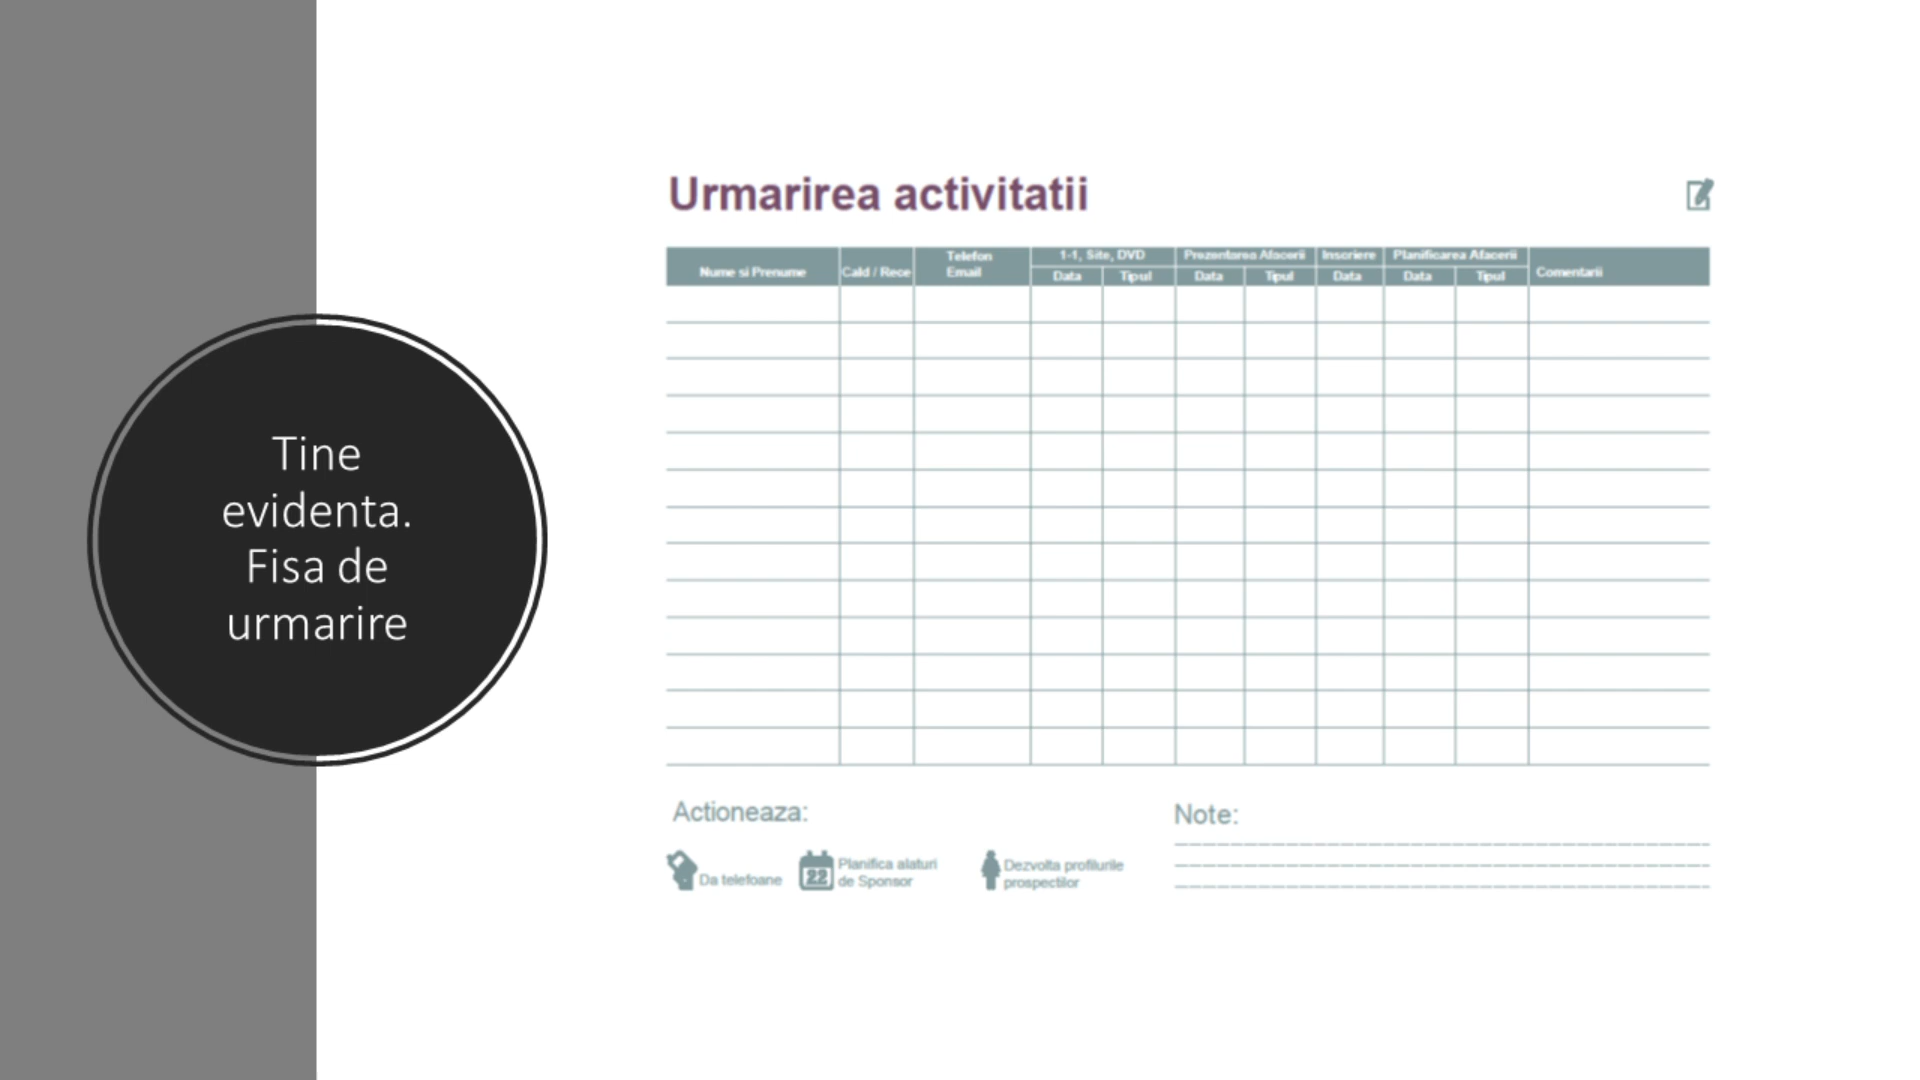 Tine
evidenta.
Fisa de
urmarire
Urmarirea activitatii
Nume si Prenume
Cald / Rece
Telefon
Email
1-1, Site, DVD
Data
Tipul
Prezentarea Afacerii
Data
Tipul
Inscriere
Data
Planificarea Afacerii
Data
Tipul
Comentarii
Actioneaza:
Da telefoane
22
Planifica alaturi
de Sponsor
Dezvolta profilurile
prospectilor
Note: